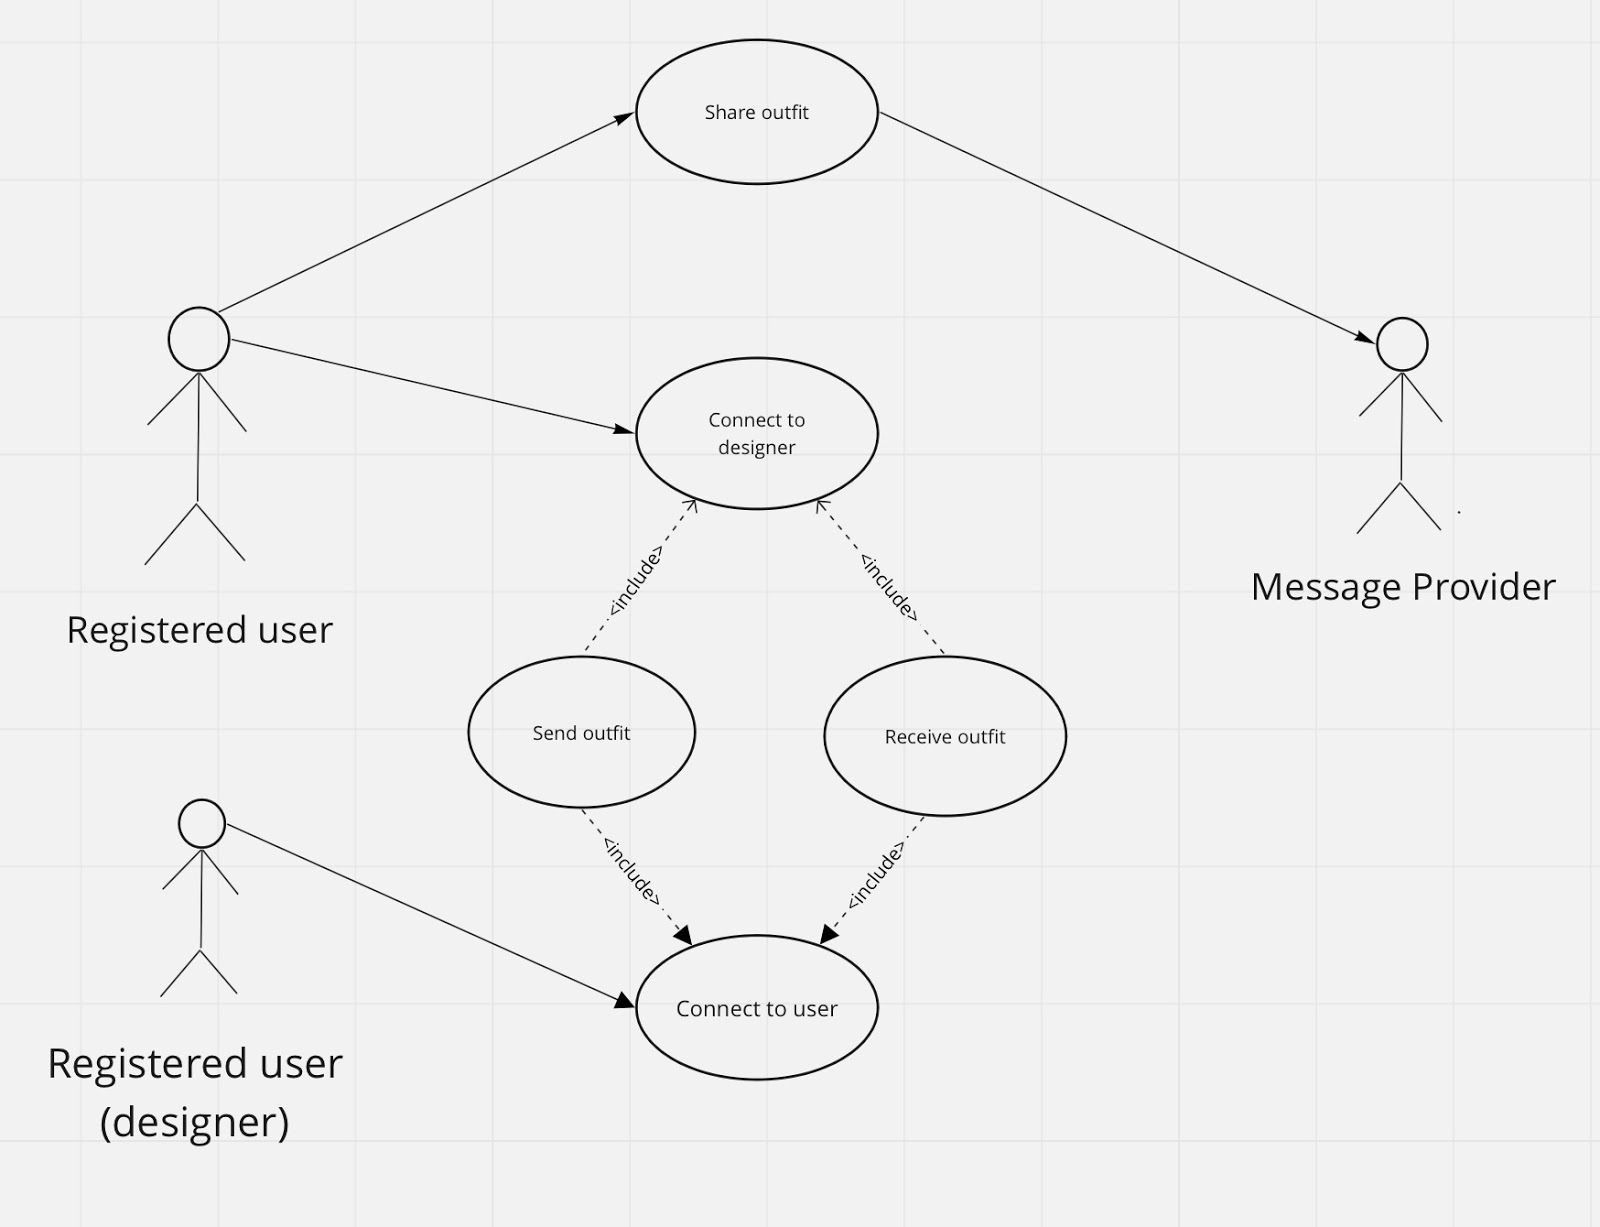 Share outfit
Connect to
designer
<include>
<include>
Registered user
Message Provider
Send outfit
Receive outfit
<include>
<include>
Connect to user
Registered user
(designer)